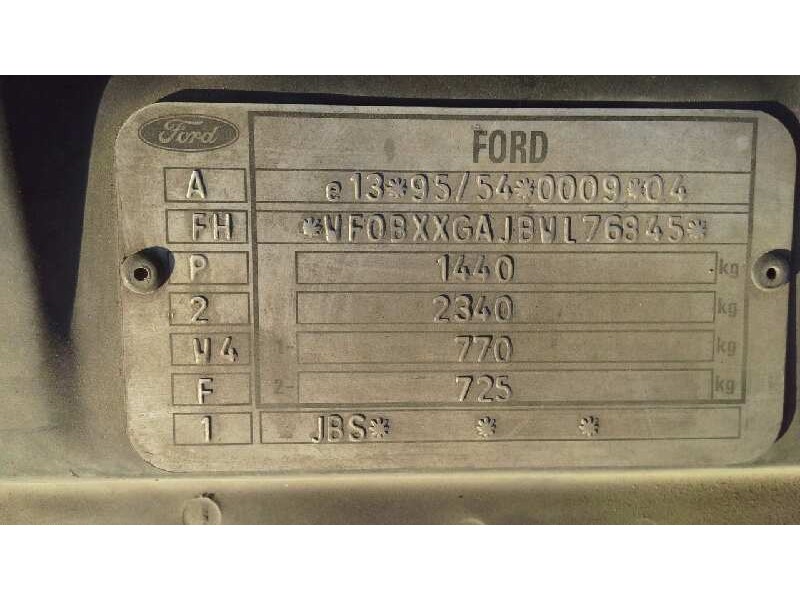 Ford
FORD
A e13*95/54*0009*04
FH *WF0BXXGAJBWL76845*
P 1440 kg
2 2340 kg
W4 1- 770 kg
F 2- 725 kg
1 JBS* * *